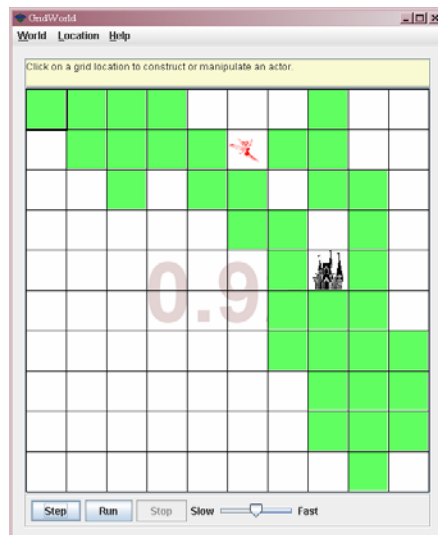 GridWorld
World Location Help
Click on a grid location to construct or manipulate an actor.
0.9
Step Run Stop Slow Fast